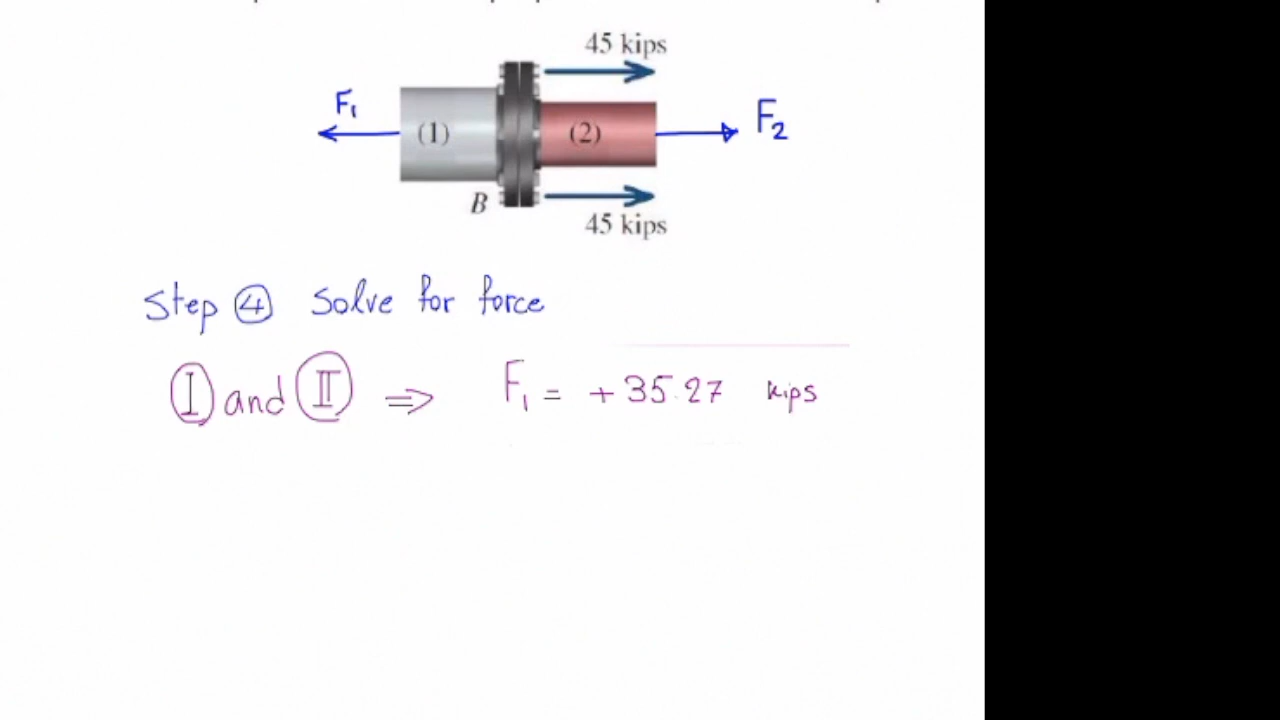 45 kips
F₁
(1)
(2)
F₂
B
45 kips
Step ④ Solve for force
Ⅰ and Ⅱ ⇒ F₁ = + 35.27 kips